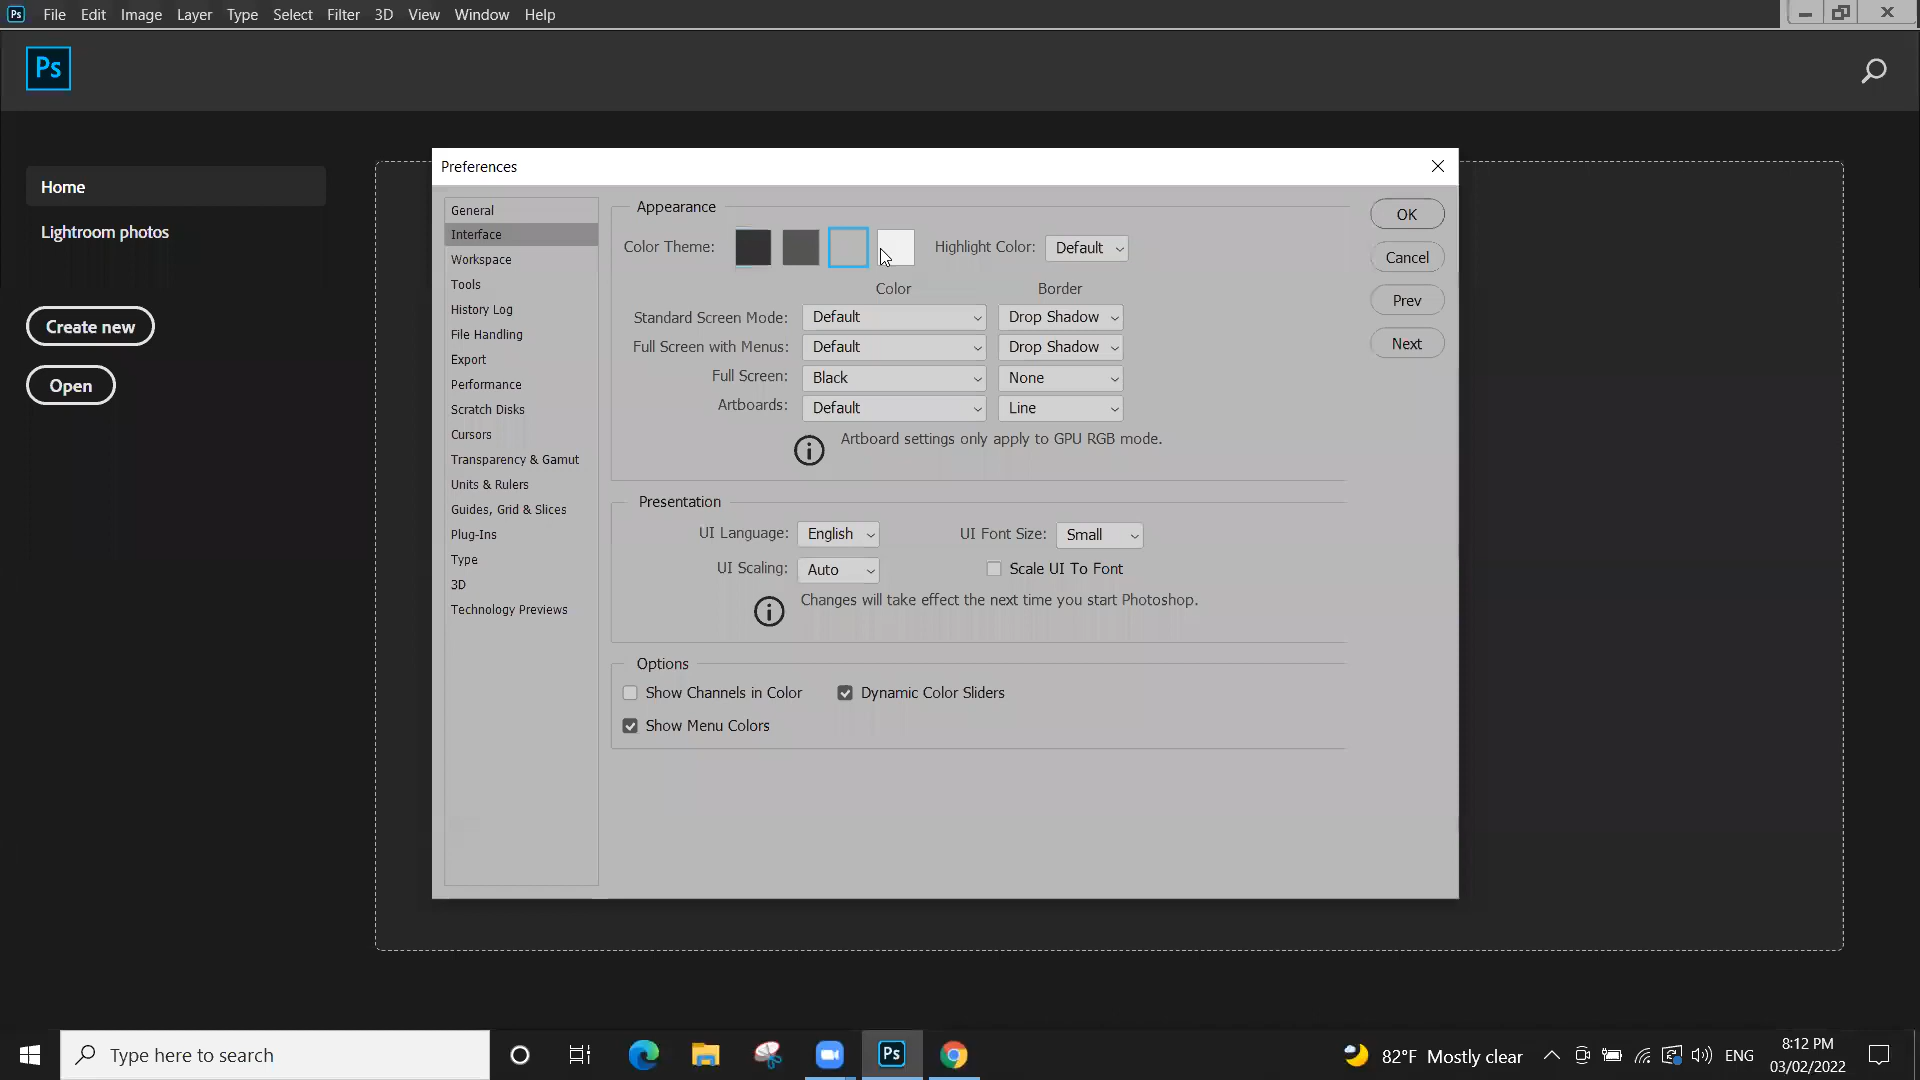 Ps File Edit Image Layer Type Select Filter 3D View Window Help
Ps
Home
Lightroom photos
Create new
Open
Preferences
General
Interface
Workspace
Tools
History Log
File Handling
Export
Performance
Scratch Disks
Cursors
Transparency & Gamut
Units & Rulers
Guides, Grid & Slices
Plug-Ins
Type
3D
Technology Previews
Appearance
Color Theme: Highlight Color: Default
Color Border
Standard Screen Mode: Default Drop Shadow
Full Screen with Menus: Default Drop Shadow
Full Screen: Black None
Artboards: Default Line
Artboard settings only apply to GPU RGB mode.
Presentation
UI Language: English UI Font Size: Small
UI Scaling: Auto Scale UI To Font
Changes will take effect the next time you start Photoshop.
Options
Show Channels in Color Dynamic Color Sliders
Show Menu Colors
OK
Cancel
Prev
Next
Type here to search
Ps
82°F Mostly clear
ENG
8:12 PM
03/02/2022